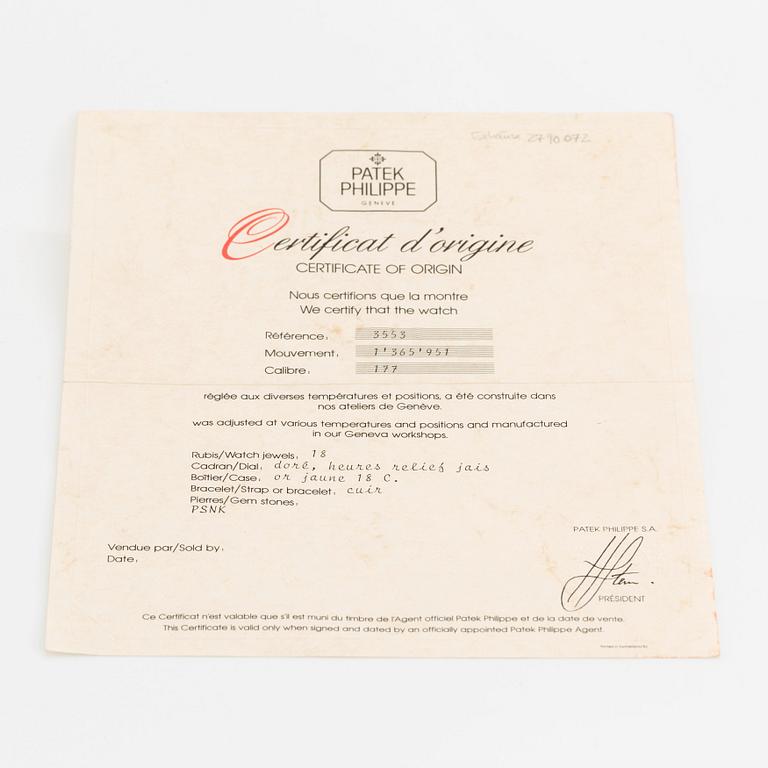 2790072
PATEK
PHILIPPE
GENEVE
Certificat d'origine
CERTIFICATE OF ORIGIN
Nous certifions que la montre
We certify that the watch
Référence: 3553
Mouvement: 1'365'951
Calibre: 177
réglée aux diverses températures et positions, a été construite dans
nos ateliers de Genève.
was adjusted at various temperatures and positions and manufactured
in our Geneva workshops.
Rubis/Watch jewels: 18
Cadran/Dial: doré, heures relief jais
Boîtier/Case: or jaune 18 C.
Bracelet/Strap or bracelet: cuir
Pierres/Gem stones:
PSNK
PATEK PHILIPPE S.A.
Vendue par/Sold by:
Date:
PRÉSIDENT
Ce Certificat n'est valable que s'il est muni du timbre de l'Agent officiel Patek Philippe et de la date de vente.
This Certificate is valid only when signed and dated by an officially appointed Patek Philippe Agent.